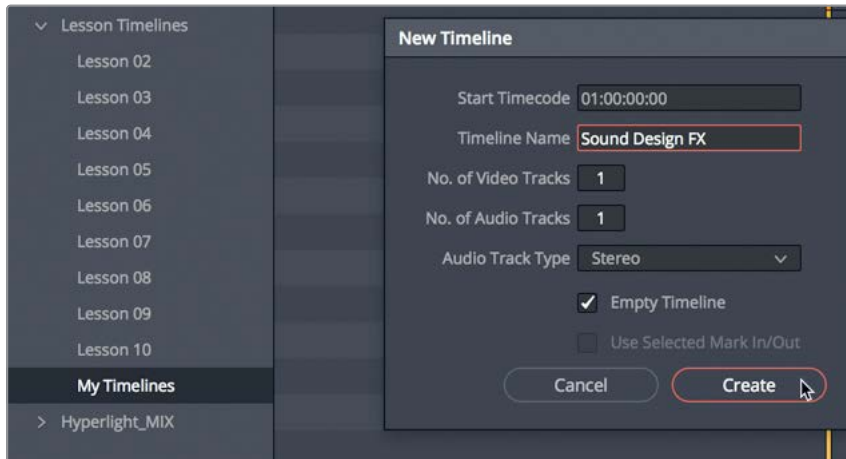 Lesson Timelines
Lesson 02
Lesson 03
Lesson 04
Lesson 05
Lesson 06
Lesson 07
Lesson 08
Lesson 09
Lesson 10
My Timelines
Hyperlight_MIX
New Timeline
Start Timecode 01:00:00:00
Timeline Name Sound Design FX
No. of Video Tracks 1
No. of Audio Tracks 1
Audio Track Type Stereo
Empty Timeline
Use Selected Mark In/Out
Cancel Create